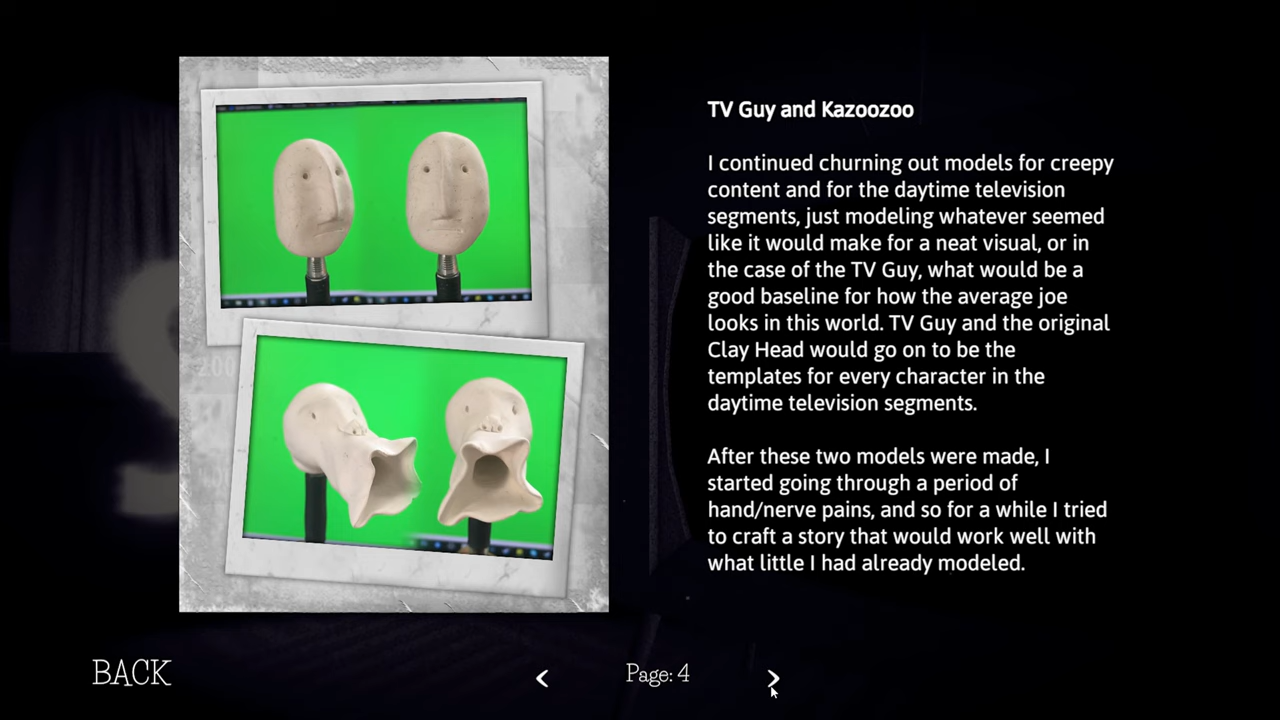 TV Guy and Kazoozoo
I continued churning out models for creepy
content and for the daytime television
segments, just modeling whatever seemed
like it would make for a neat visual, or in
the case of the TV Guy, what would be a
good baseline for how the average joe
looks in this world. TV Guy and the original
Clay Head would go on to be the
templates for every character in the
daytime television segments.
After these two models were made, I
started going through a period of
hand/nerve pains, and so for a while I tried
to craft a story that would work well with
what little I had already modeled.
BACK
Page: 4